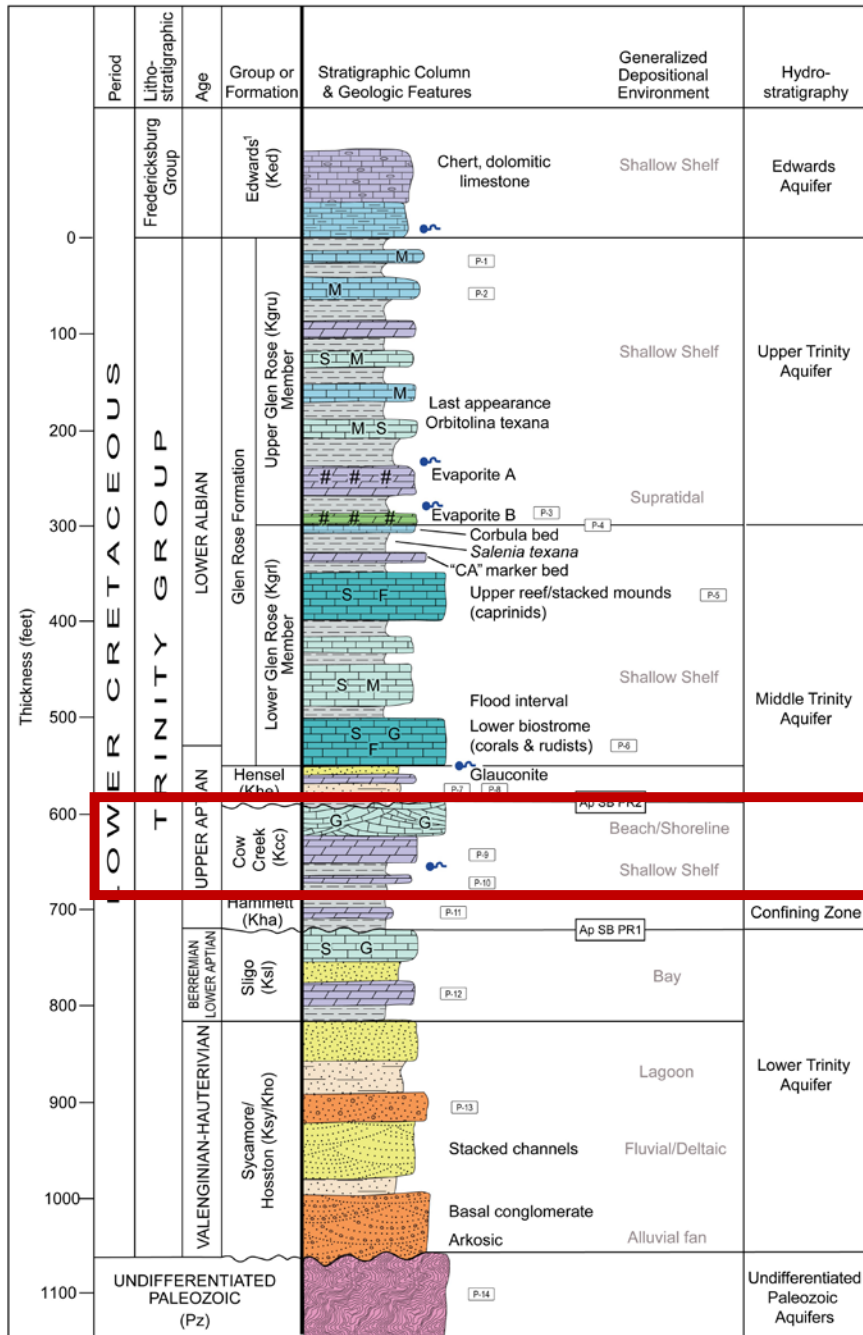 Period
Litho-
stratigraphic
Age
Group or
Formation
Stratigraphic Column
& Geologic Features
Generalized
Depositional
Environment
Hydro-
stratigraphy
Fredericksburg
Group
Edwards¹
(Ked)
Chert, dolomitic
limestone
Shallow Shelf
Edwards
Aquifer
Thickness (feet)
0
100
200
300
400
500
600
700
800
900
1000
1100
LOWER CRETACEOUS
TRINITY GROUP
LOWER ALBIAN
Glen Rose Formation
Upper Glen Rose (Kgru)
Member
M
P-1
M
P-2
S M
Shallow Shelf
Upper Trinity
Aquifer
M
Last appearance
Orbitolina texana
M S
# # #
Evaporite A
Supratidal
# # #
Evaporite B
P-3
P-4
Lower Glen Rose (Kgrl)
Member
Corbula bed
Salenia texana
"CA" marker bed
S F
Upper reef/stacked mounds
(caprinids)
P-5
S M
Shallow Shelf
Flood interval
Middle Trinity
Aquifer
S G
F
Lower biostrome
(corals & rudists)
P-6
UPPER APTIAN
Hensel
(Khe)
Glauconite
P-7
P-8
Ap SB PR2
Cow
Creek
(Kcc)
G G
Beach/Shoreline
P-9
Shallow Shelf
P-10
Hammett
(Kha)
P-11
Confining Zone
Ap SB PR1
BERREMIAN
LOWER APTIAN
Sligo
(Ksl)
S G
Bay
P-12
VALENGINIAN-HAUTERIVIAN
Sycamore/
Hosston (Ksy/Kho)
Lagoon
Lower Trinity
Aquifer
P-13
Stacked channels
Fluvial/Deltaic
Basal conglomerate
Arkosic
Alluvial fan
UNDIFFERENTIATED
PALEOZOIC
(Pz)
P-14
Undifferentiated
Paleozoic
Aquifers